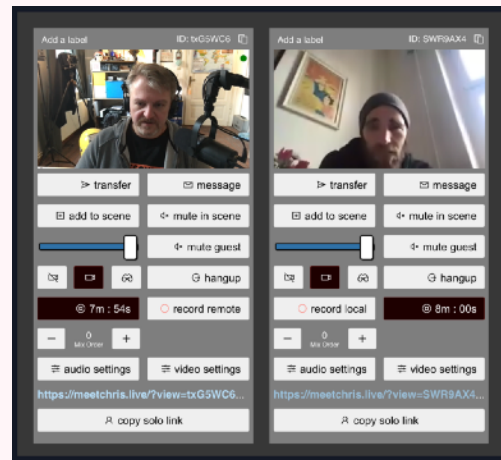 Add a label ID: txG5WC6
transfer message
add to scene mute in scene
mute guest
hangup
7m : 54s record remote
0
Mix Order
audio settings video settings
https://meetchris.live/?view=txG5WC6...
copy solo link
Add a label ID: SWR9AX4
transfer message
add to scene mute in scene
mute guest
hangup
record local 8m : 00s
0
Mix Order
audio settings video settings
https://meetchris.live/?view=SWR9AX4...
copy solo link